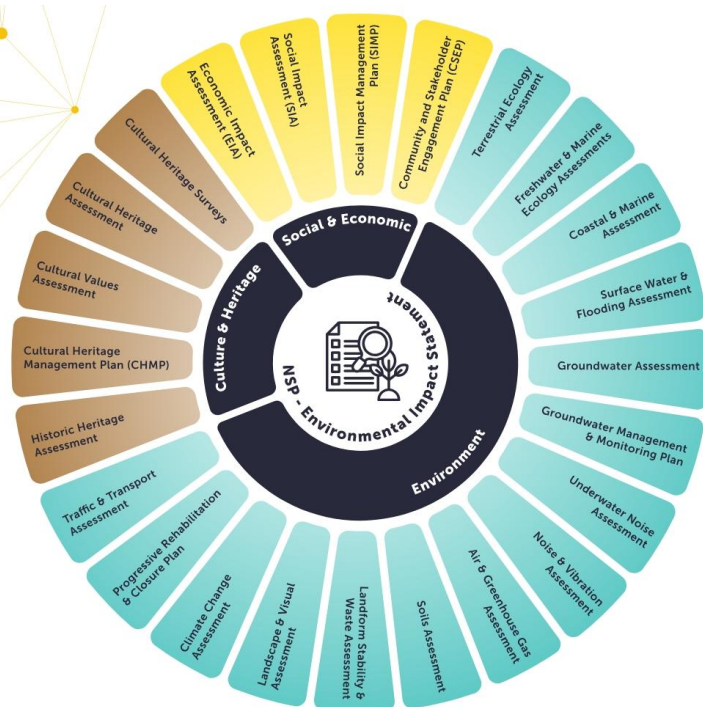 NSP - Environmental Impact Statement
Social & Economic
Economic Impact
Assessment (EIA)
Social Impact
Assessment (SIA)
Social Impact Management
Plan (SIMP)
Community and Stakeholder
Engagement Plan (CSEP)
Environment
Terrestrial Ecology
Assessment
Freshwater & Marine
Ecology Assessments
Coastal & Marine
Assessment
Surface Water &
Flooding Assessment
Groundwater Assessment
Groundwater Management
& Monitoring Plan
Underwater Noise
Assessment
Noise & Vibration
Assessment
Air & Greenhouse Gas
Assessment
Soils Assessment
Landform Stability &
Waste Assessment
Landscape & Visual
Assessment
Climate Change
Assessment
Progressive Rehabilitation
& Closure Plan
Traffic & Transport
Assessment
Culture & Heritage
Historic Heritage
Assessment
Cultural Heritage
Management Plan (CHMP)
Cultural Values
Assessment
Cultural Heritage
Assessment
Cultural Heritage Surveys